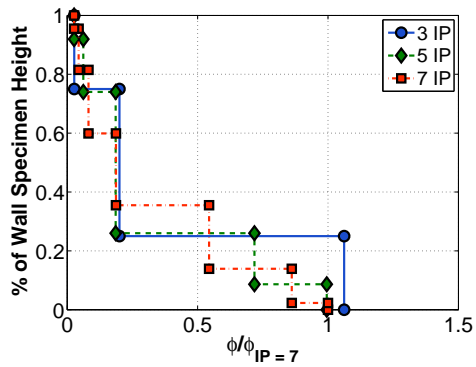 % of Wall Specimen Height
1
0.8
0.6
0.4
0.2
0
0
0.5
1
1.5
ϕ/ϕIP = 7
3 IP
5 IP
7 IP